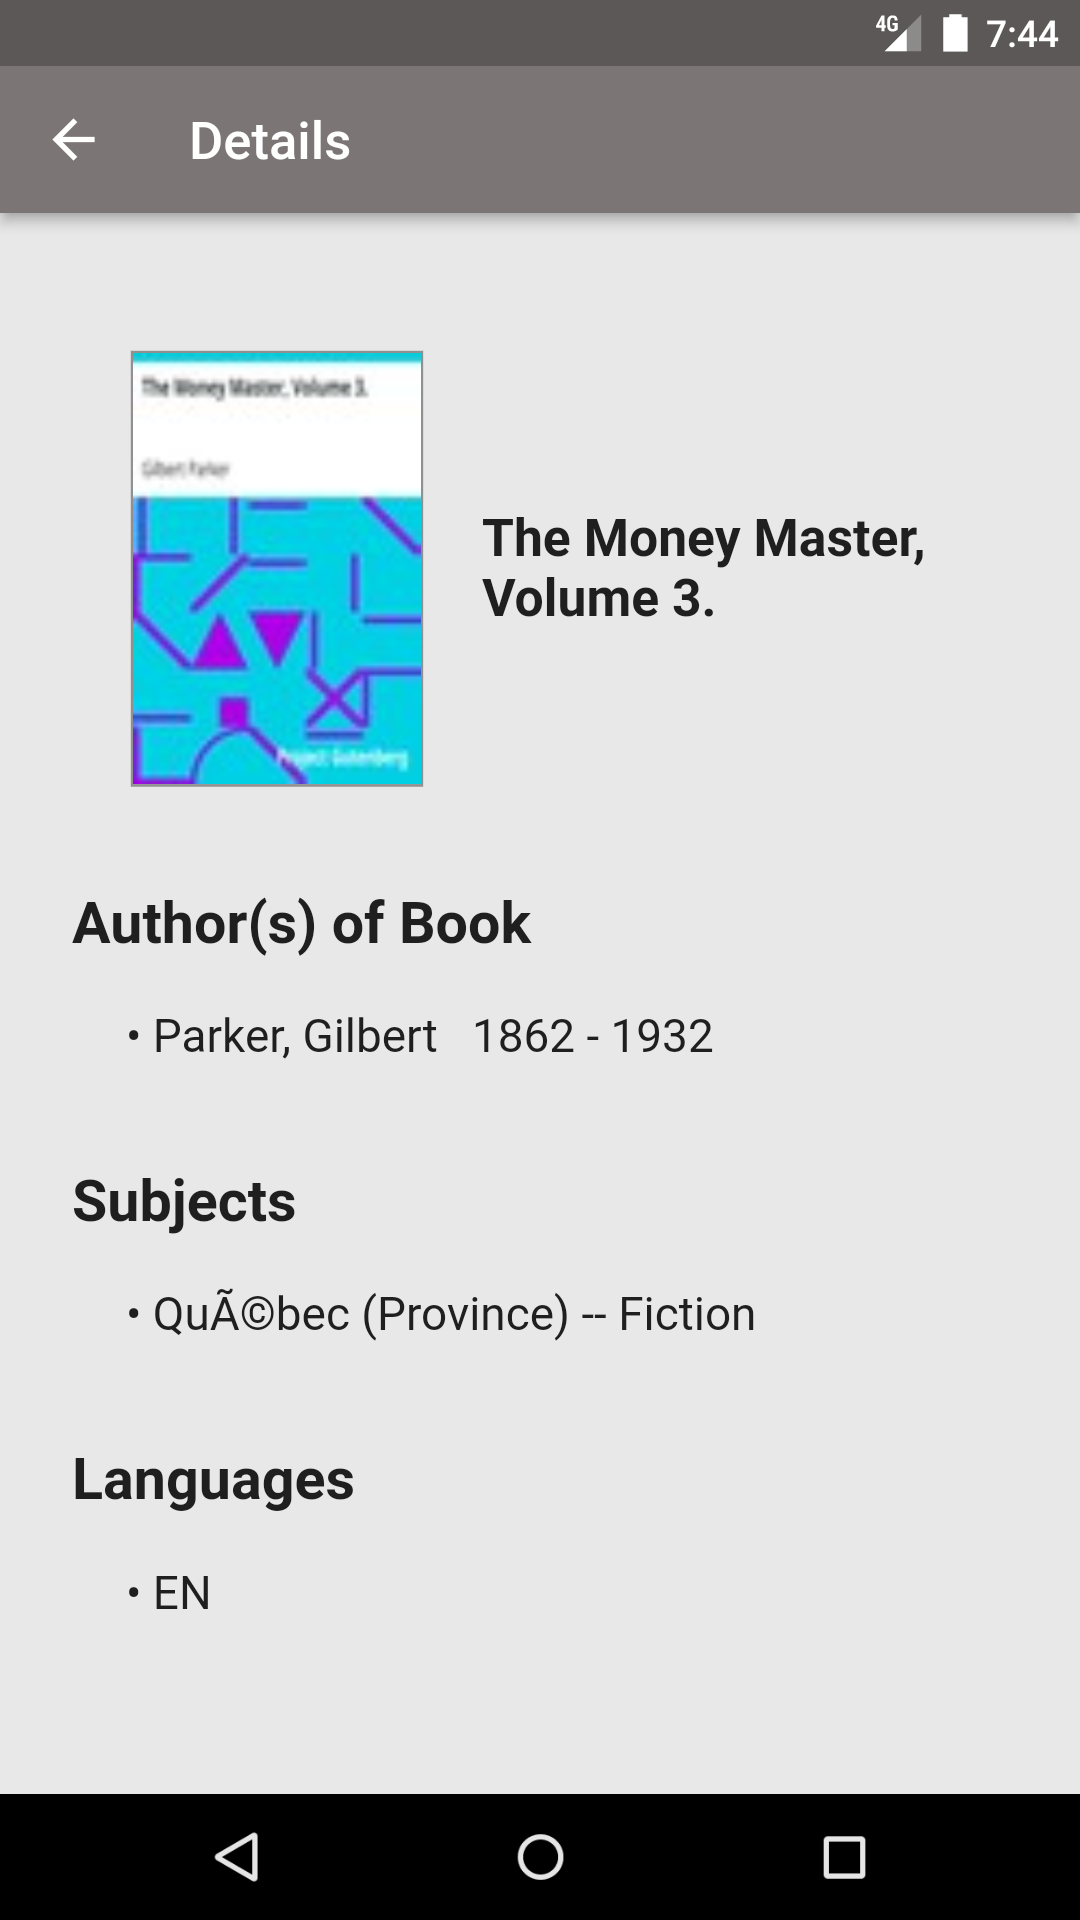 4G 7:44
Details
The Money Master, Volume 3.
Gilbert Parker
Project Gutenberg
The Money Master,
Volume 3.
Author(s) of Book
• Parker, Gilbert 1862 - 1932
Subjects
• QuÃ©bec (Province) -- Fiction
Languages
• EN